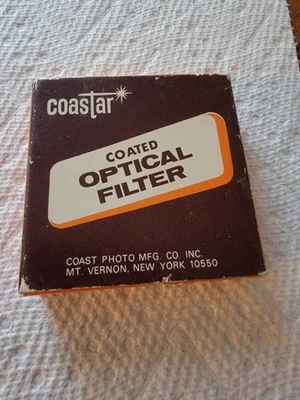 coastar
COATED
OPTICAL
FILTER
COAST PHOTO MFG. CO. INC.
MT. VERNON, NEW YORK 10550